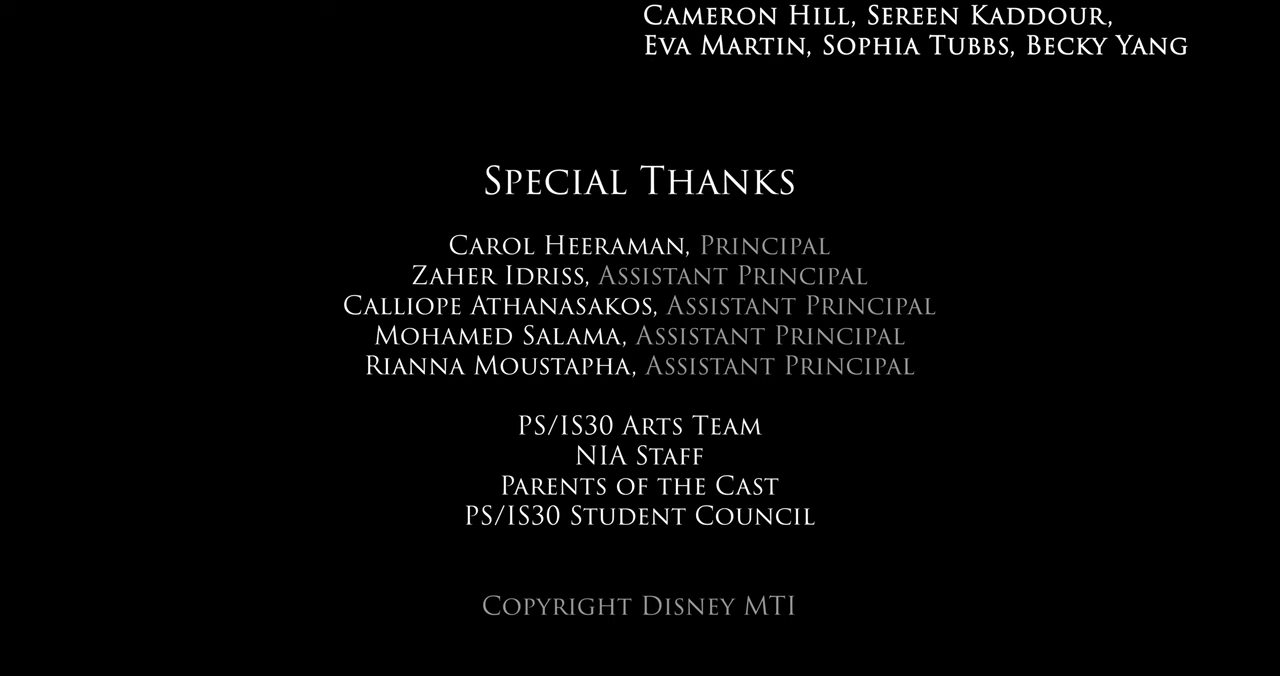 Cameron Hill, Sereen Kaddour,
Eva Martin, Sophia Tubbs, Becky Yang
Special Thanks
Carol Heeraman, Principal
Zaher Idriss, Assistant Principal
Calliope Athanasakos, Assistant Principal
Mohamed Salama, Assistant Principal
Rianna Moustapha, Assistant Principal
PS/IS30 Arts Team
NIA Staff
Parents of the Cast
PS/IS30 Student Council
Copyright Disney MTI